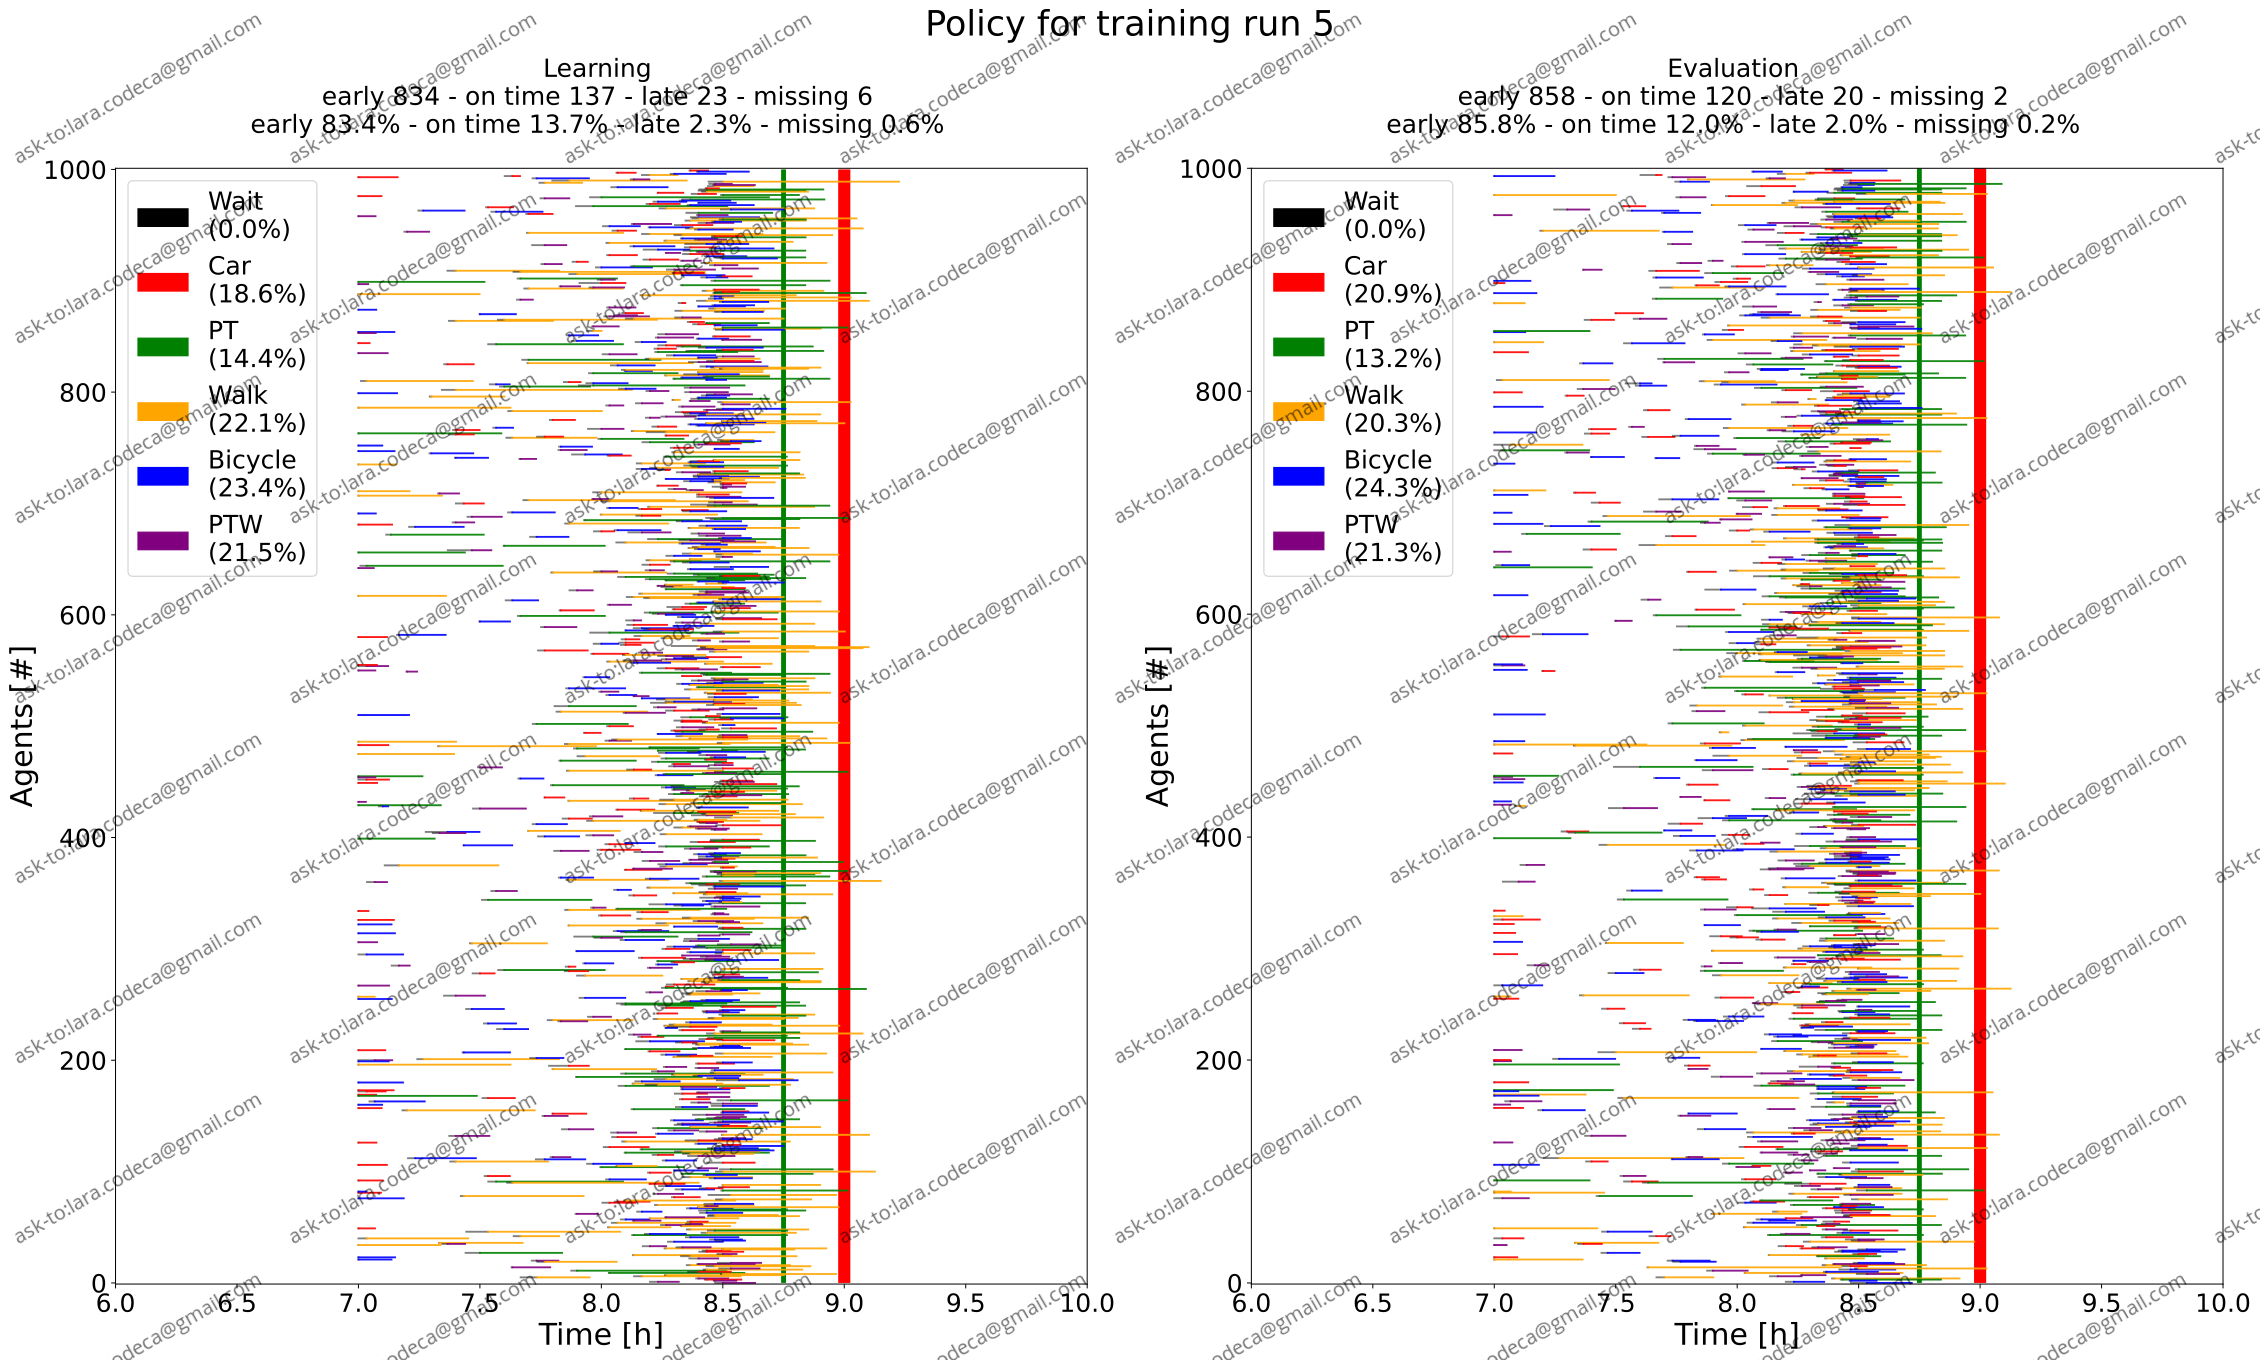 Policy for training run 5
Learning
early 834 - on time 137 - late 23 - missing 6
early 83.4% - on time 13.7% - late 2.3% - missing 0.6%
Evaluation
early 858 - on time 120 - late 20 - missing 2
early 85.8% - on time 12.0% - late 2.0% - missing 0.2%
Agents [#]
1000
800
600
400
200
0
Wait
(0.0%)
Car
(18.6%)
PT
(14.4%)
Walk
(22.1%)
Bicycle
(23.4%)
PTW
(21.5%)
6.0 6.5 7.0 7.5 8.0 8.5 9.0 9.5 10.0
Time [h]
Agents [#]
1000
800
600
400
200
0
Wait
(0.0%)
Car
(20.9%)
PT
(13.2%)
Walk
(20.3%)
Bicycle
(24.3%)
PTW
(21.3%)
6.0 6.5 7.0 7.5 8.0 8.5 9.0 9.5 10.0
Time [h]
ask-to:lara.codeca@gmail.com